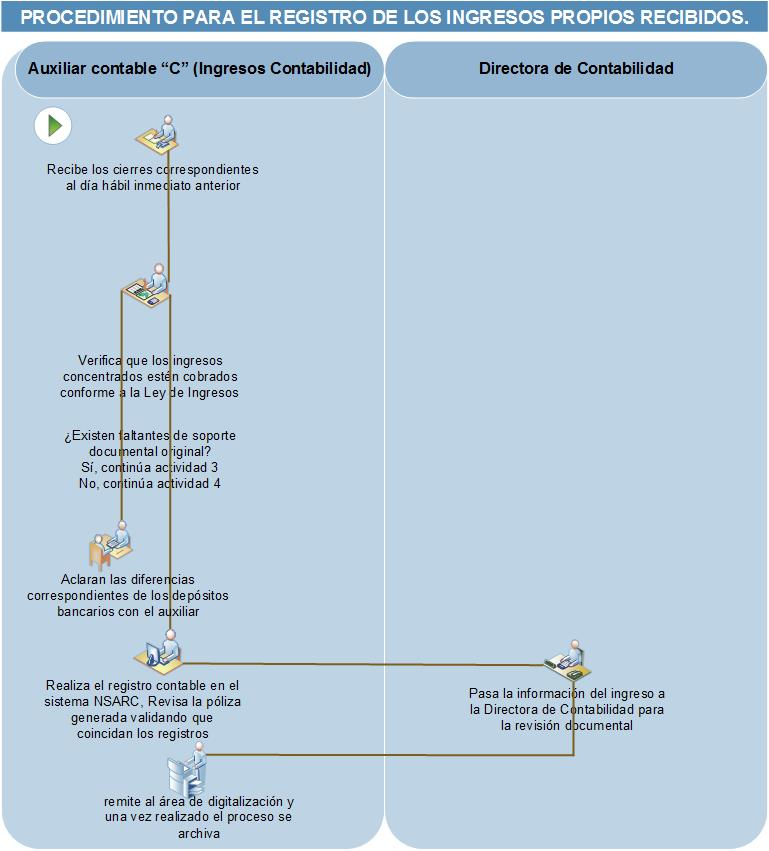 PROCEDIMIENTO PARA EL REGISTRO DE LOS INGRESOS PROPIOS RECIBIDOS.
Auxiliar contable “C” (Ingresos Contabilidad)
Directora de Contabilidad
Recibe los cierres correspondientes
al día hábil inmediato anterior
Verifica que los ingresos
concentrados estén cobrados
conforme a la Ley de Ingresos
¿Existen faltantes de soporte
documental original?
Sí, continúa actividad 3
No, continúa actividad 4
Aclaran las diferencias
correspondientes de los depósitos
bancarios con el auxiliar
Realiza el registro contable en el
sistema NSARC, Revisa la póliza
generada validando que
coincidan los registros
Pasa la información del ingreso a
la Directora de Contabilidad para
la revisión documental
remite al área de digitalización y
una vez realizado el proceso se
archiva